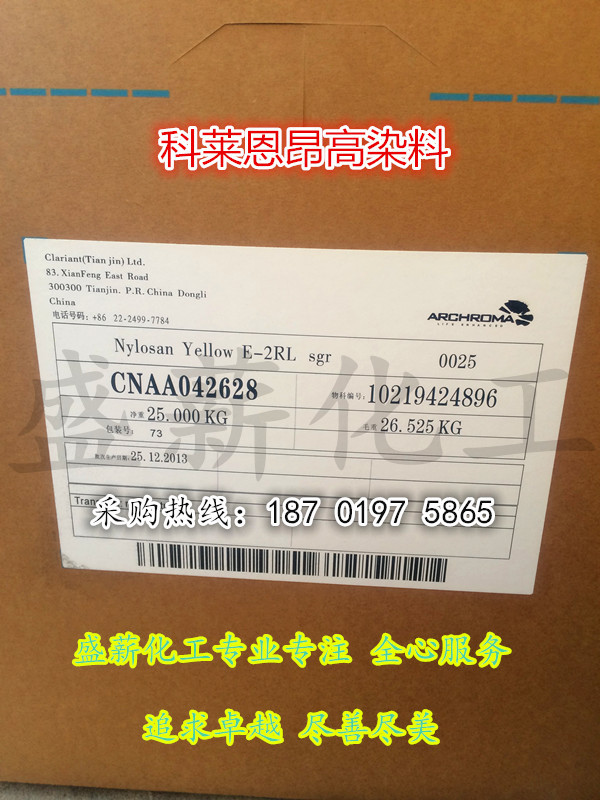 科莱恩昂高染料
Clariant(Tian jin) Ltd.
83. XianFeng East Road
300300 Tianjin. P.R. China Dongli
China
电话号码：+86 22-2499-7784
ARCHROMA
LIFE ENHANCED
Nylosan Yellow E-2RL sgr 0025
CNAA042628 物料编号: 10219424896
净重 25.000 KG 毛重 26.525 KG
包装号: 73
25.12.2013
盛薪化工
Tran
采购热线：187 0197 5865
盛薪化工专业专注 全心服务
追求卓越 尽善尽美